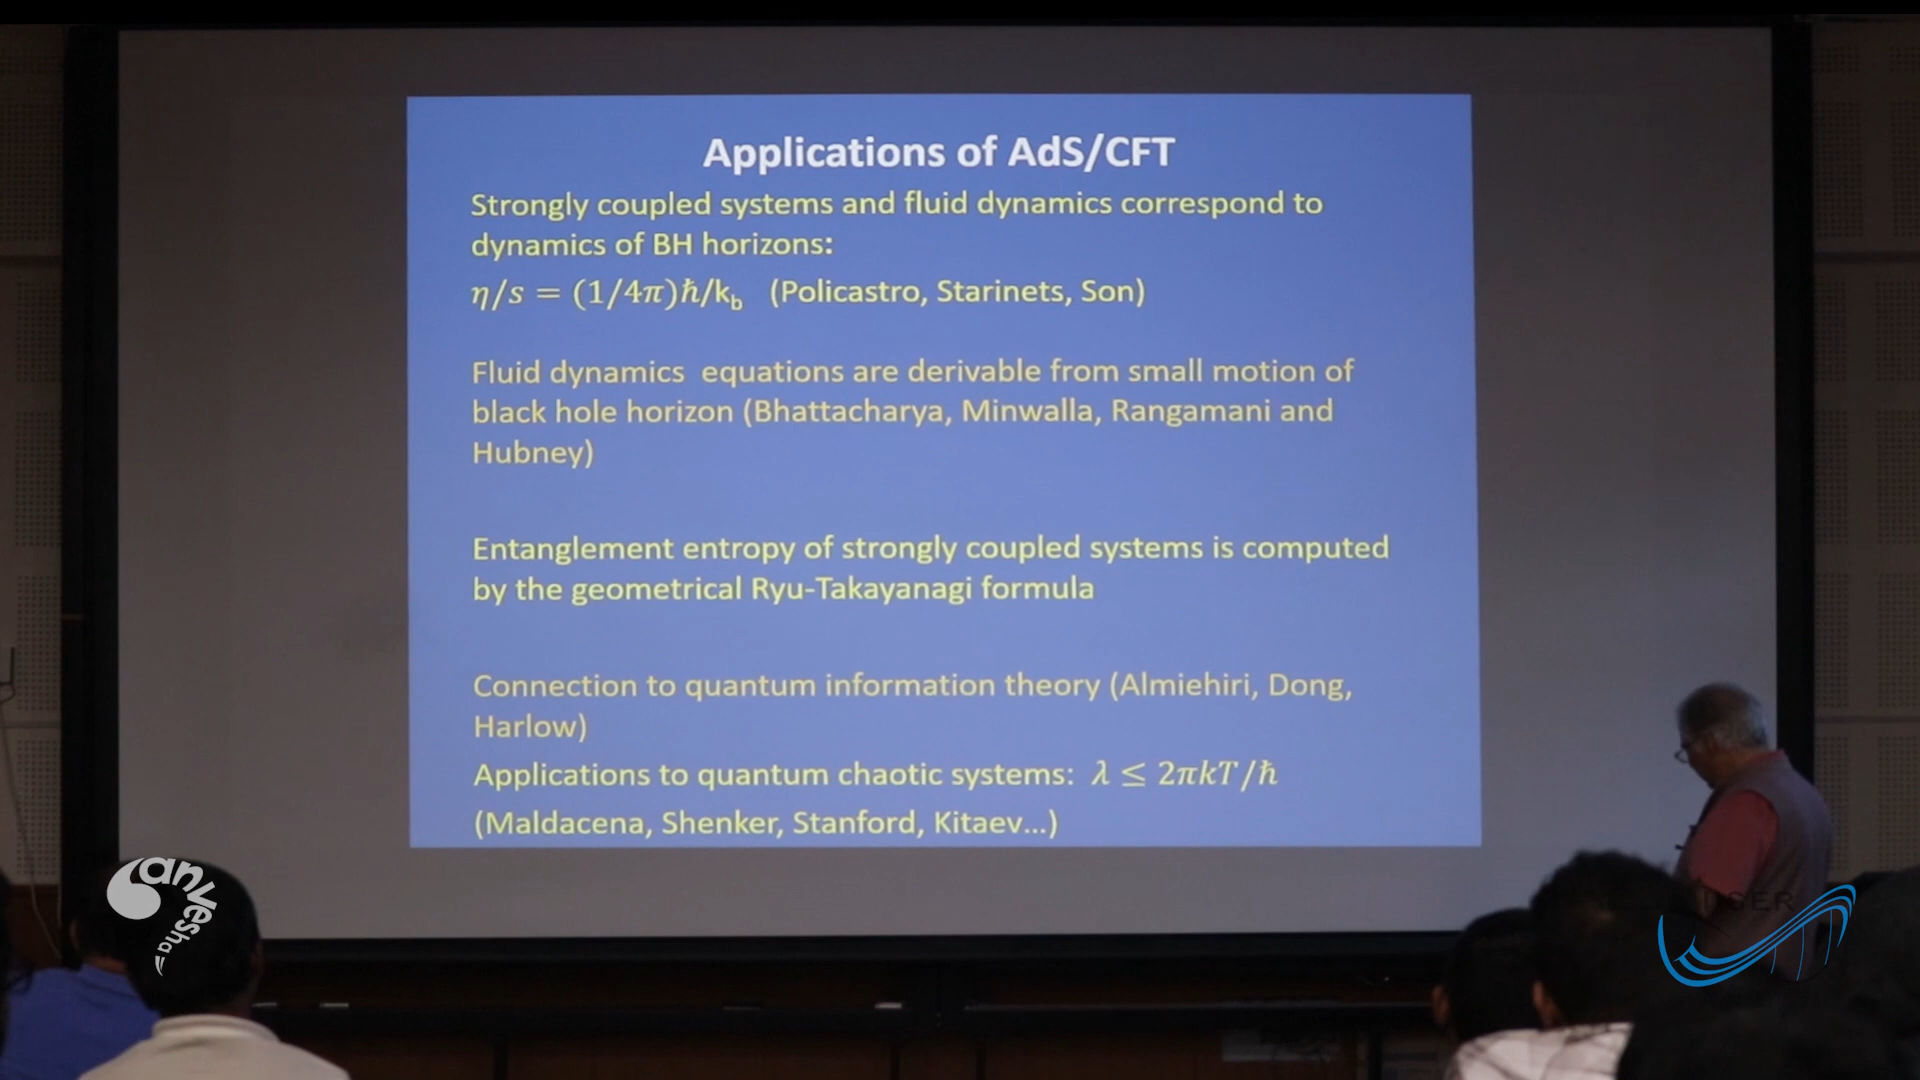 Applications of AdS/CFT
Strongly coupled systems and fluid dynamics correspond to
dynamics of BH horizons:
η/s = (1/4π)ħ/k_b (Policastro, Starinets, Son)
Fluid dynamics equations are derivable from small motion of
black hole horizon (Bhattacharya, Minwalla, Rangamani and
Hubney)
Entanglement entropy of strongly coupled systems is computed
by the geometrical Ryu-Takayanagi formula
Connection to quantum information theory (Almiehiri, Dong,
Harlow)
Applications to quantum chaotic systems: λ ≤ 2πkT/ħ
(Maldacena, Shenker, Stanford, Kitaev...)
anvesha